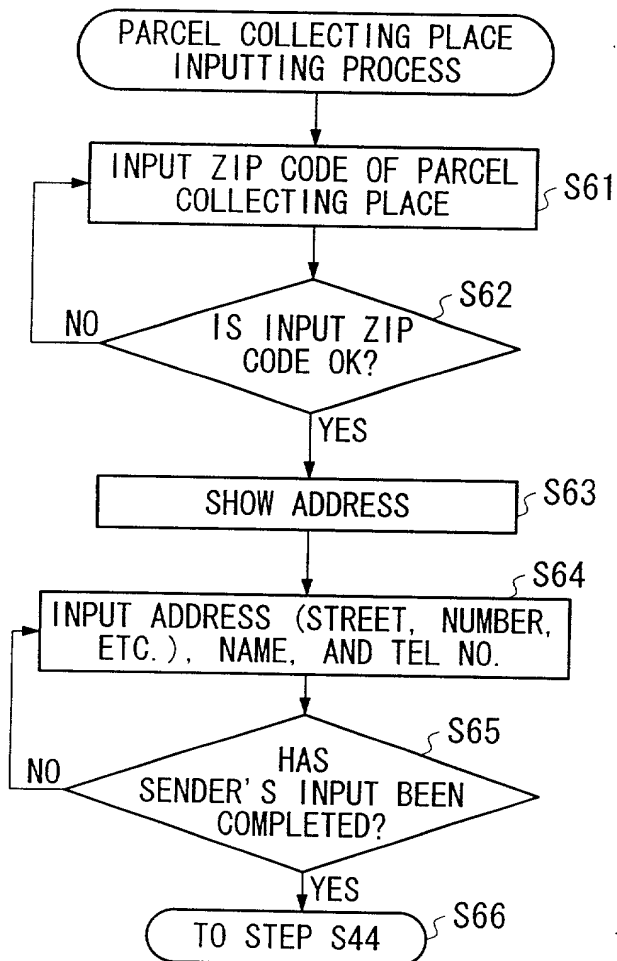 PARCEL COLLECTING PLACE
INPUTTING PROCESS
INPUT ZIP CODE OF PARCEL
COLLECTING PLACE
S61
S62
NO
IS INPUT ZIP
CODE OK?
YES
SHOW ADDRESS
S63
S64
INPUT ADDRESS (STREET, NUMBER,
ETC.), NAME, AND TEL NO.
S65
NO
HAS
SENDER'S INPUT BEEN
COMPLETED?
YES
S66
TO STEP S44